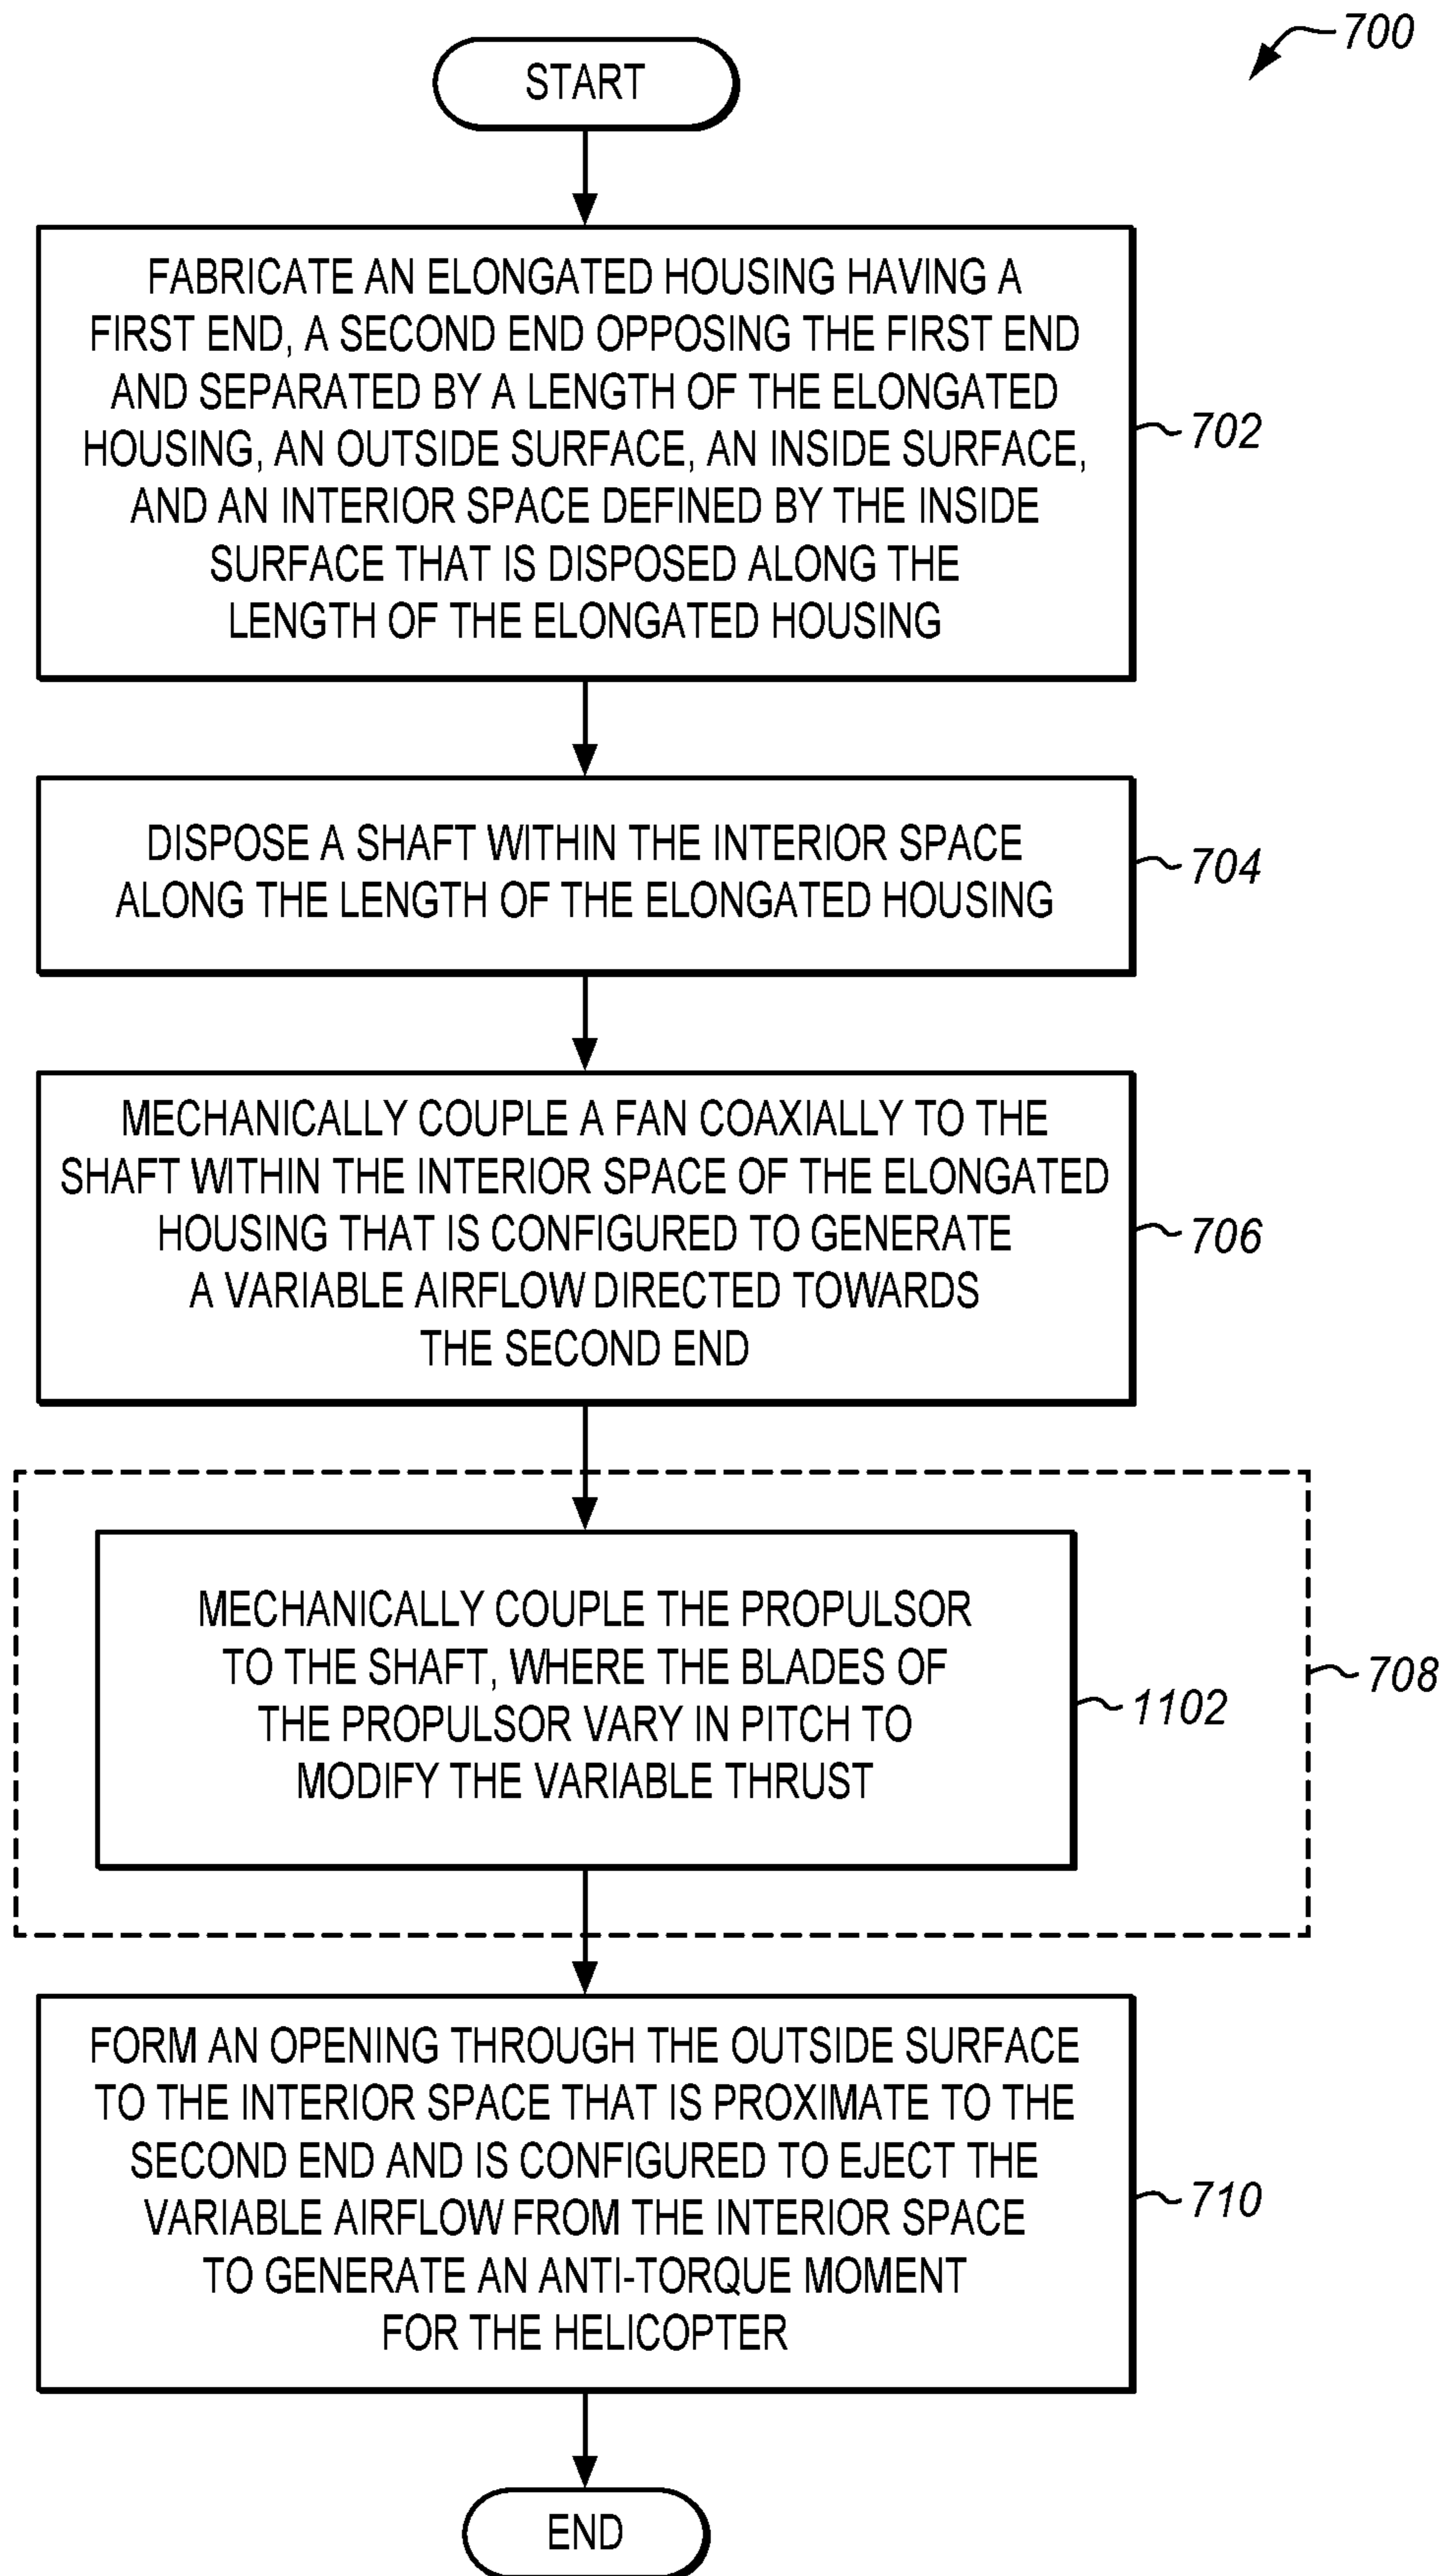 700
START
FABRICATE AN ELONGATED HOUSING HAVING A
FIRST END, A SECOND END OPPOSING THE FIRST END
AND SEPARATED BY A LENGTH OF THE ELONGATED
HOUSING, AN OUTSIDE SURFACE, AN INSIDE SURFACE,
AND AN INTERIOR SPACE DEFINED BY THE INSIDE
SURFACE THAT IS DISPOSED ALONG THE
LENGTH OF THE ELONGATED HOUSING
702
DISPOSE A SHAFT WITHIN THE INTERIOR SPACE
ALONG THE LENGTH OF THE ELONGATED HOUSING
704
MECHANICALLY COUPLE A FAN COAXIALLY TO THE
SHAFT WITHIN THE INTERIOR SPACE OF THE ELONGATED
HOUSING THAT IS CONFIGURED TO GENERATE
A VARIABLE AIRFLOW DIRECTED TOWARDS
THE SECOND END
706
MECHANICALLY COUPLE THE PROPULSOR
TO THE SHAFT, WHERE THE BLADES OF
THE PROPULSOR VARY IN PITCH TO
MODIFY THE VARIABLE THRUST
1102
708
FORM AN OPENING THROUGH THE OUTSIDE SURFACE
TO THE INTERIOR SPACE THAT IS PROXIMATE TO THE
SECOND END AND IS CONFIGURED TO EJECT THE
VARIABLE AIRFLOW FROM THE INTERIOR SPACE
TO GENERATE AN ANTI-TORQUE MOMENT
FOR THE HELICOPTER
710
END